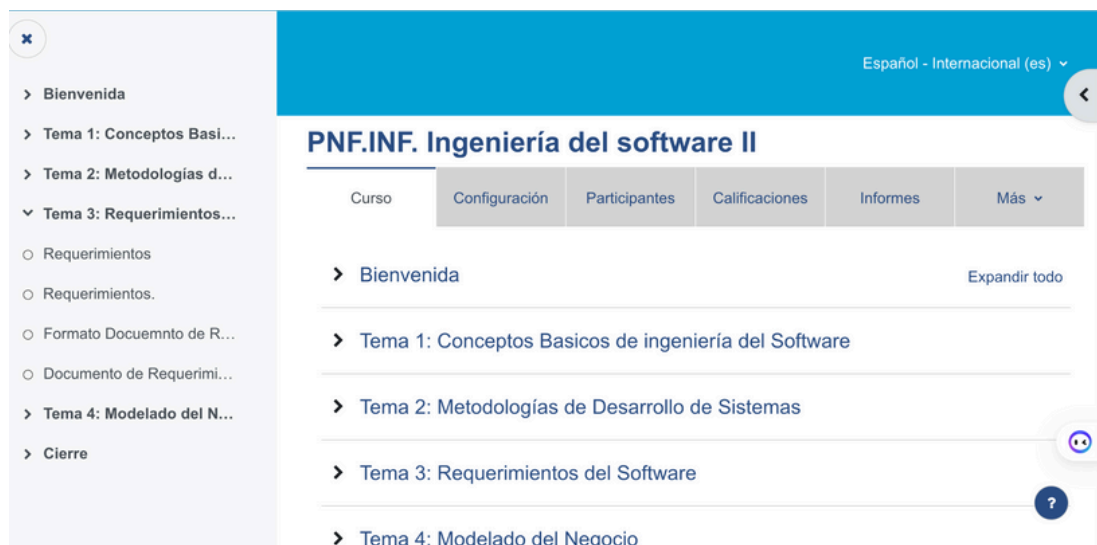 Bienvenida
Tema 1: Conceptos Basi...
Tema 2: Metodologías d...
Tema 3: Requerimientos...
Requerimientos
Requerimientos.
Formato Docuemnto de R...
Documento de Requerimi...
Tema 4: Modelado del N...
Cierre
Español - Internacional (es)
PNF.INF. Ingeniería del software II
Curso Configuración Participantes Calificaciones Informes Más
Bienvenida Expandir todo
Tema 1: Conceptos Basicos de ingeniería del Software
Tema 2: Metodologías de Desarrollo de Sistemas
Tema 3: Requerimientos del Software
Tema 4: Modelado del Negocio
?